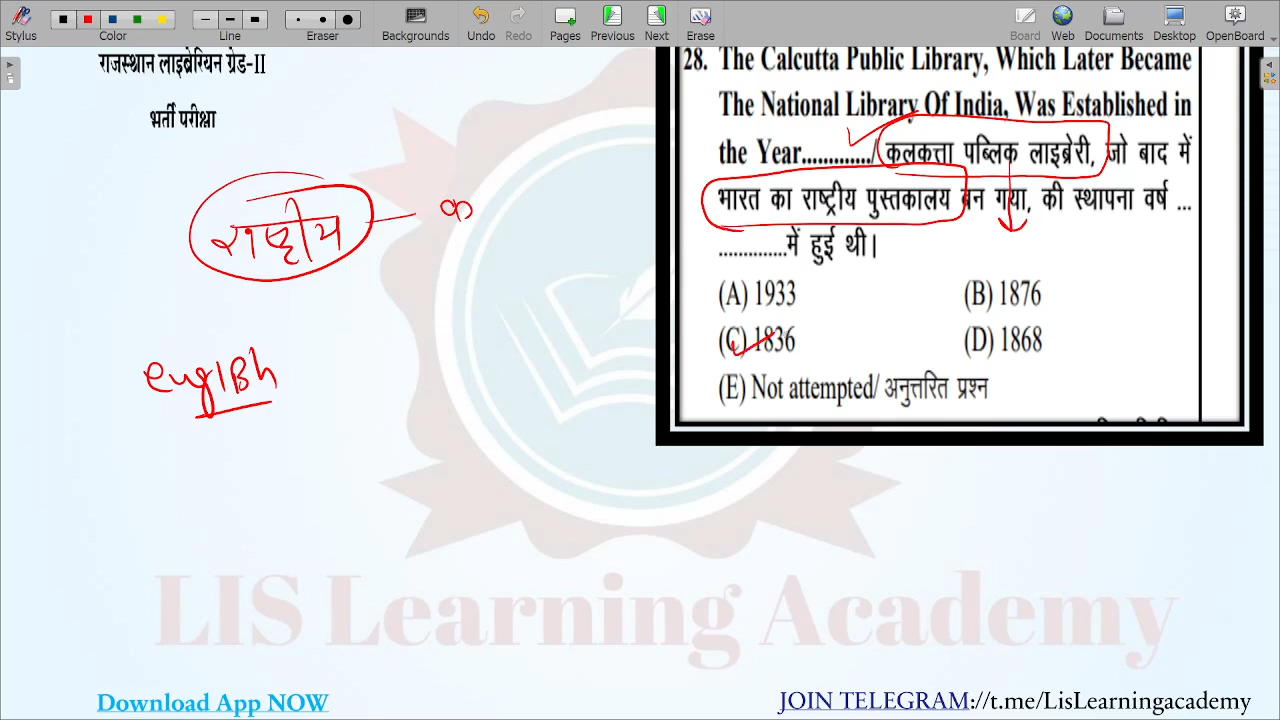 Stylus
Color
Line
Eraser
Backgrounds
Undo
Redo
Pages
Previous
Next
Erase
Board
Web
Documents
Desktop
OpenBoard
राजस्थान लाइब्रेरियन ग्रेड-II
भर्ती परीक्षा
राष्ट्रीय
क
28. The Calcutta Public Library, Which Later Became
The National Library Of India, Was Established in
the Year............./ कलकत्ता पब्लिक लाइब्रेरी, जो बाद में
भारत का राष्ट्रीय पुस्तकालय बन गया, की स्थापना वर्ष ...
..............में हुई थी।
(A) 1933
(B) 1876
(C) 1836
(D) 1868
(E) Not attempted/ अनुत्तरित प्रश्न
LIS Learning Academy
Download App NOW
JOIN TELEGRAM://t.me/LisLearningacademy